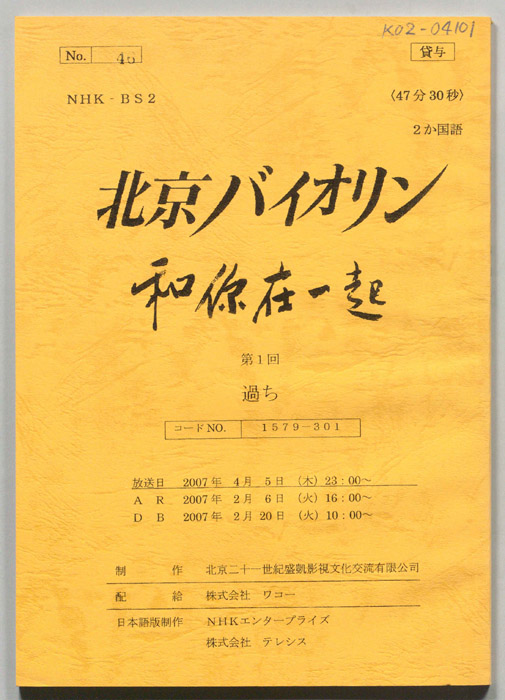 K02-04101
No. 40
貸与
NHK-BS2
〈47分30秒〉
2か国語
北京バイオリン
和你在一起
第1回
過ち
コードNO. 1579-301
放送日 2007年 4月 5日 (木) 23:00~
AR 2007年 2月 6日 (火) 16:00~
DB 2007年 2月 20日 (火) 10:00~
制作 北京二十一世紀盛凱影視文化交流有限公司
配給 株式会社 ワコー
日本語版制作 NHKエンタープライズ
株式会社 テレシス